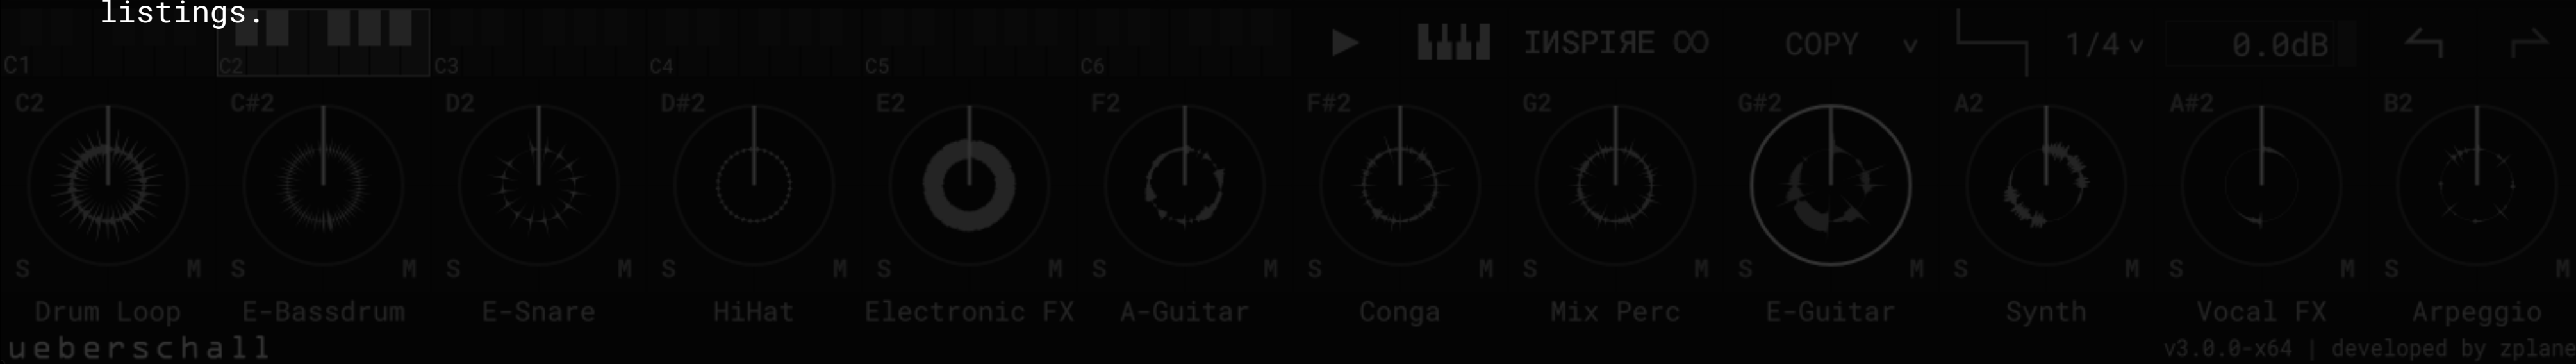 listings.
C1 C2 C3 C4 C5 C6 INSPIRE COPY 1/4 0.0dB
C2 C#2 D2 D#2 E2 F2 F#2 G2 G#2 A2 A#2 B2
S M S M S M S M S M S M S M S M S M S M S M S M
Drum Loop E-Bassdrum E-Snare HiHat Electronic FX A-Guitar Conga Mix Perc E-Guitar Synth Vocal FX Arpeggio
ueberschall v3.0.0-x64 | developed by zplane